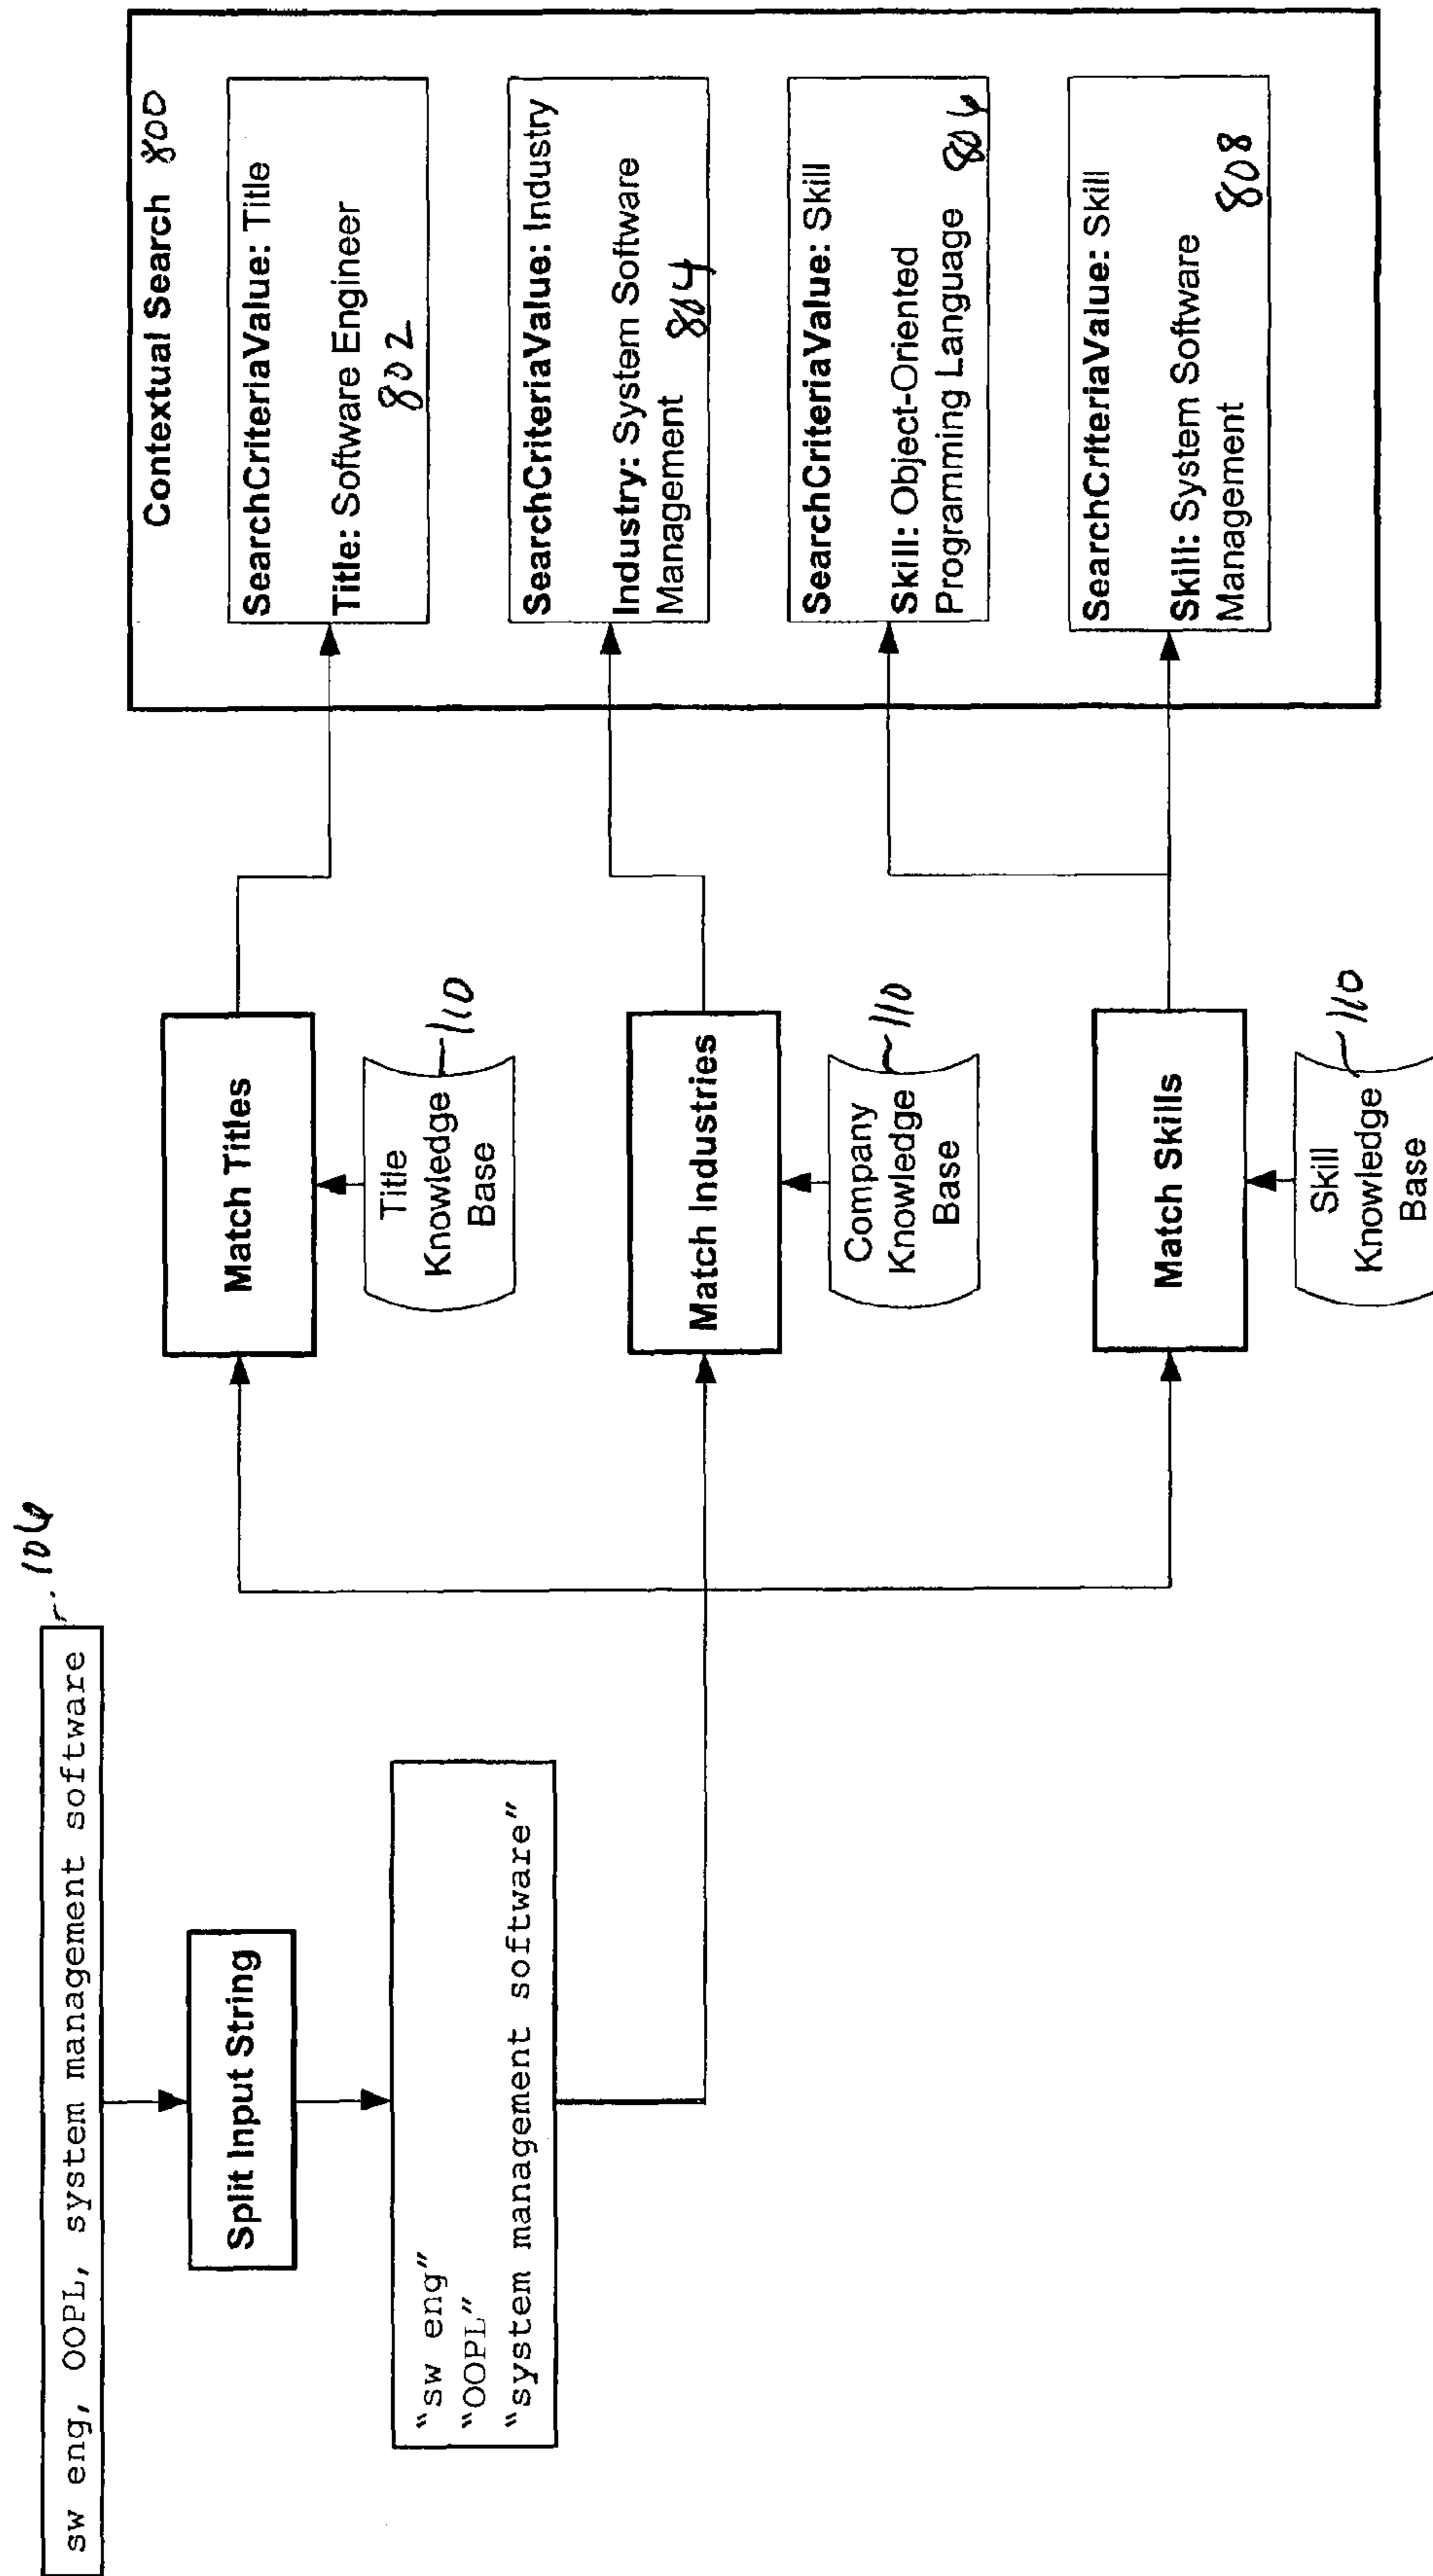 sw eng, OOPL, system management software
106
Split Input String
“sw eng”
“OOPL”
“system management software”
Match Titles
Title
Knowledge
Base
110
Match Industries
Company
Knowledge
Base
110
Match Skills
Skill
Knowledge
Base
110
Contextual Search 800
SearchCriteriaValue: Title
Title: Software Engineer
802
SearchCriteriaValue: Industry
Industry: System Software
Management 804
SearchCriteriaValue: Skill
Skill: Object-Oriented
Programming Language 806
SearchCriteriaValue: Skill
Skill: System Software
Management 808